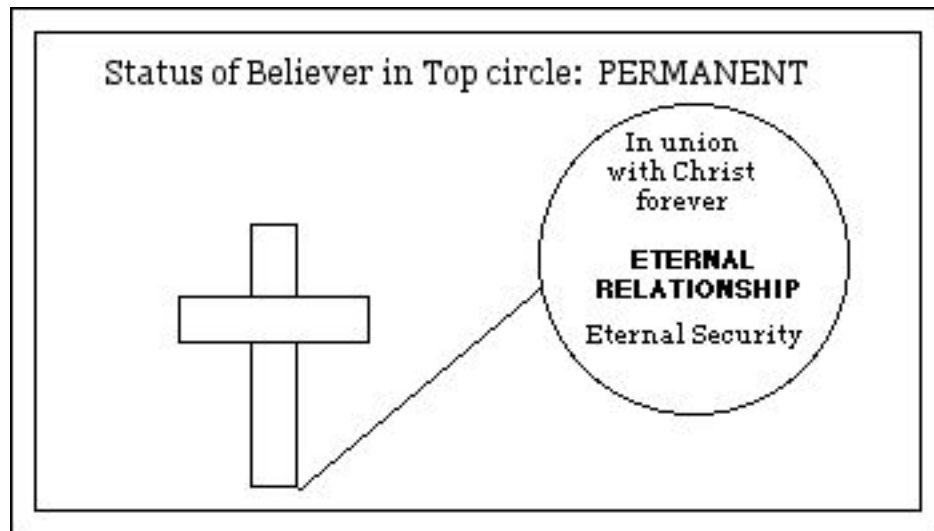 Status of Believer in Top circle: PERMANENT
In union
with Christ
forever
ETERNAL
RELATIONSHIP
Eternal Security